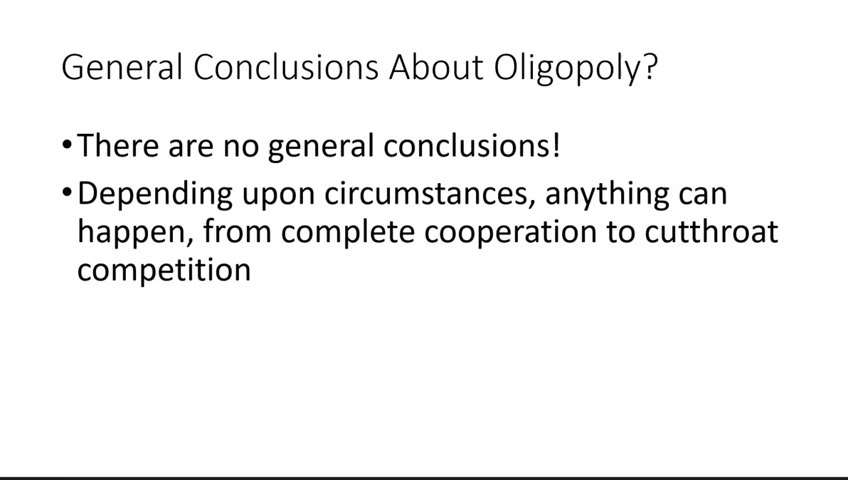 General Conclusions About Oligopoly?
•There are no general conclusions!
•Depending upon circumstances, anything can
happen, from complete cooperation to cutthroat
competition